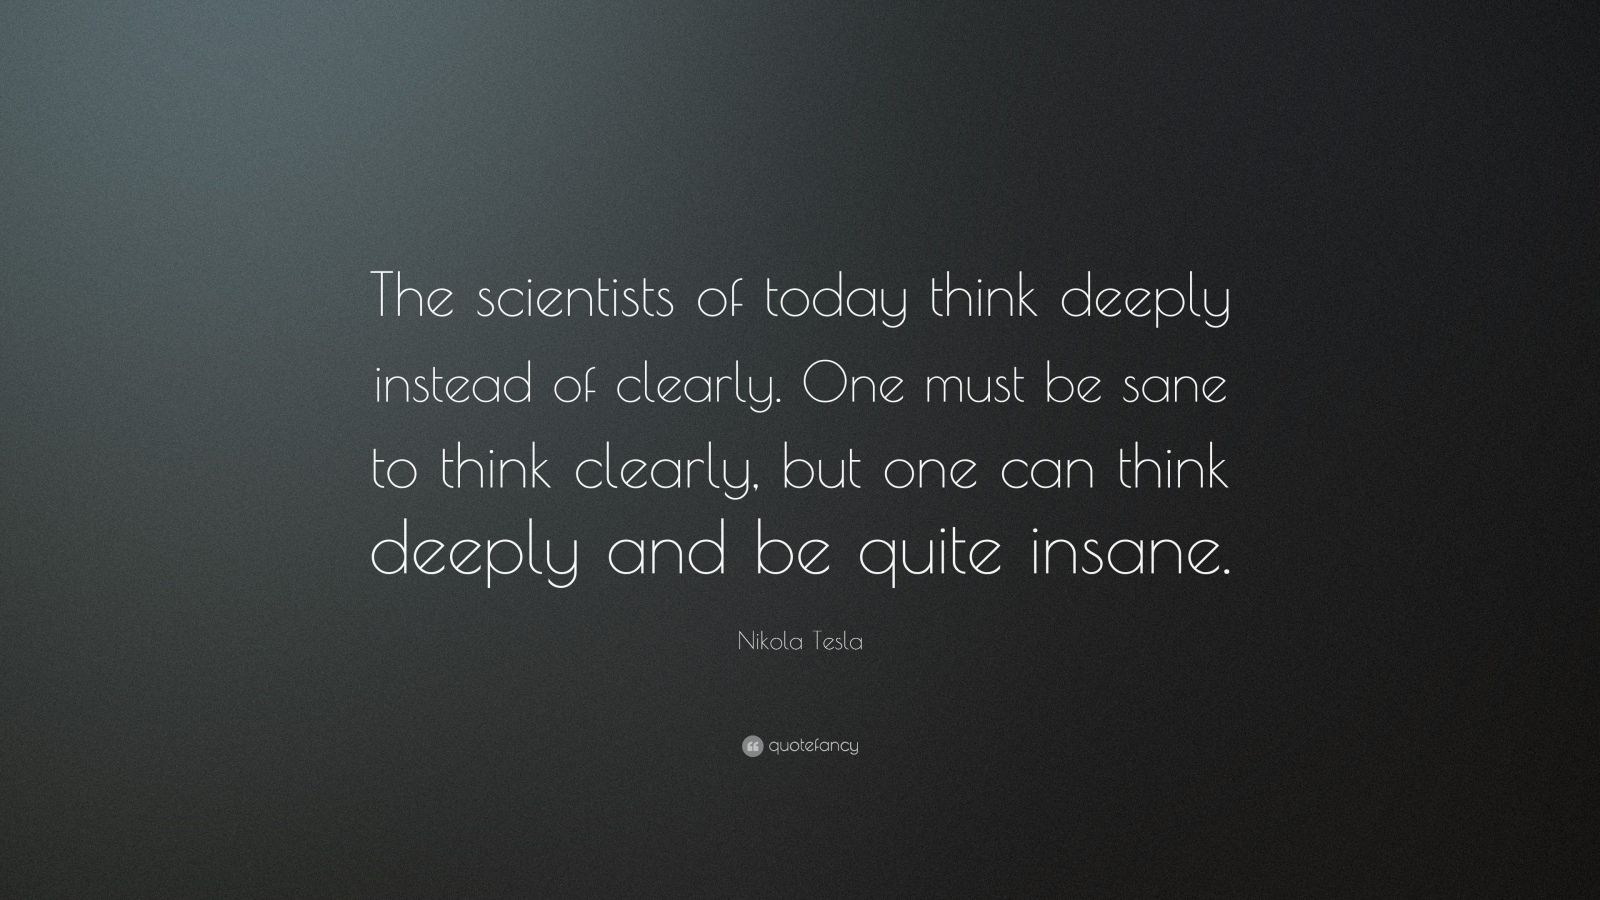 The scientists of today think deeply
instead of clearly. One must be sane
to think clearly, but one can think
deeply and be quite insane.
Nikola Tesla
quotefancy